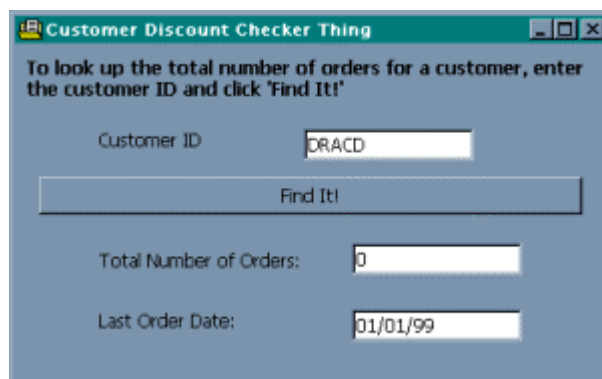 Customer Discount Checker Thing
To look up the total number of orders for a customer, enter
the customer ID and click 'Find It!'
Customer ID DRACD
Find It!
Total Number of Orders: 0
Last Order Date: 01/01/99